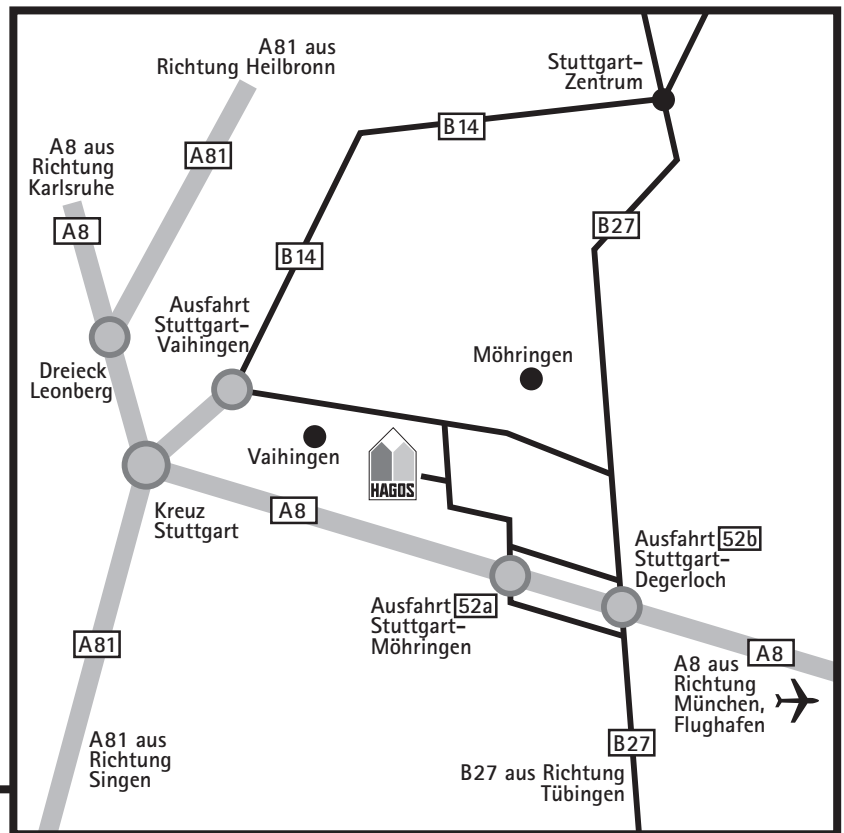 A81 aus
Richtung Heilbronn
Stuttgart-
Zentrum
B14
A8 aus
Richtung
Karlsruhe
A81
A8
B27
B14
Ausfahrt
Stuttgart-
Vaihingen
Dreieck
Leonberg
Möhringen
Vaihingen
HAGOS
Kreuz
Stuttgart
A8
Ausfahrt 52b
Stuttgart-
Degerloch
Ausfahrt 52a
Stuttgart-
Möhringen
A81
A8
A8 aus
Richtung
München,
Flughafen
A81 aus
Richtung
Singen
B27
B27 aus Richtung
Tübingen